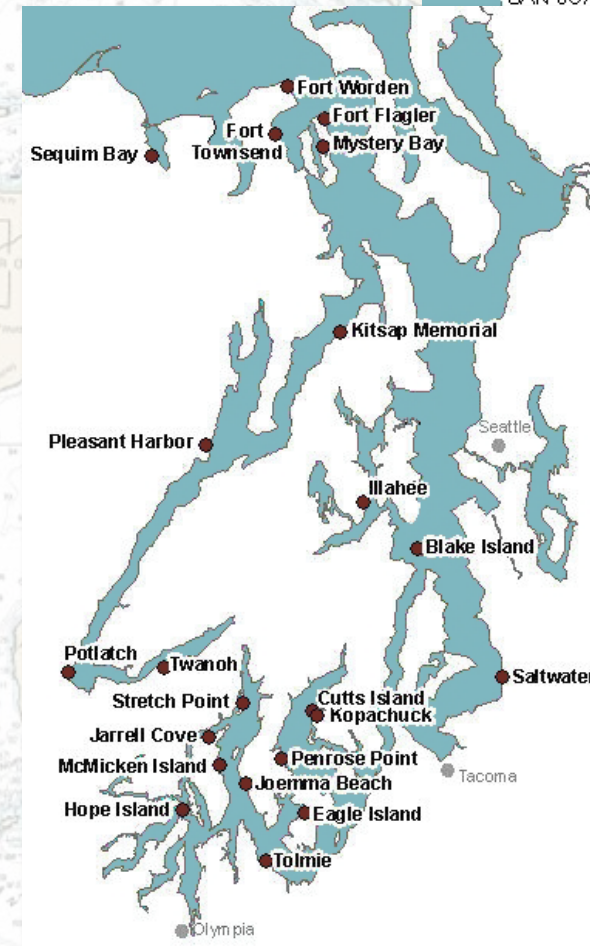 Fort Worden
Fort Flagler
Fort
Townsend
Mystery Bay
Sequim Bay
Kitsap Memorial
Seattle
Pleasant Harbor
Illahee
Blake Island
Potlatch
Twanoh
Saltwater
Stretch Point
Cutts Island
Kopachuck
Jarrell Cove
McMicken Island
Penrose Point
Tacoma
Joemma Beach
Hope Island
Eagle Island
Tolmie
Olympia